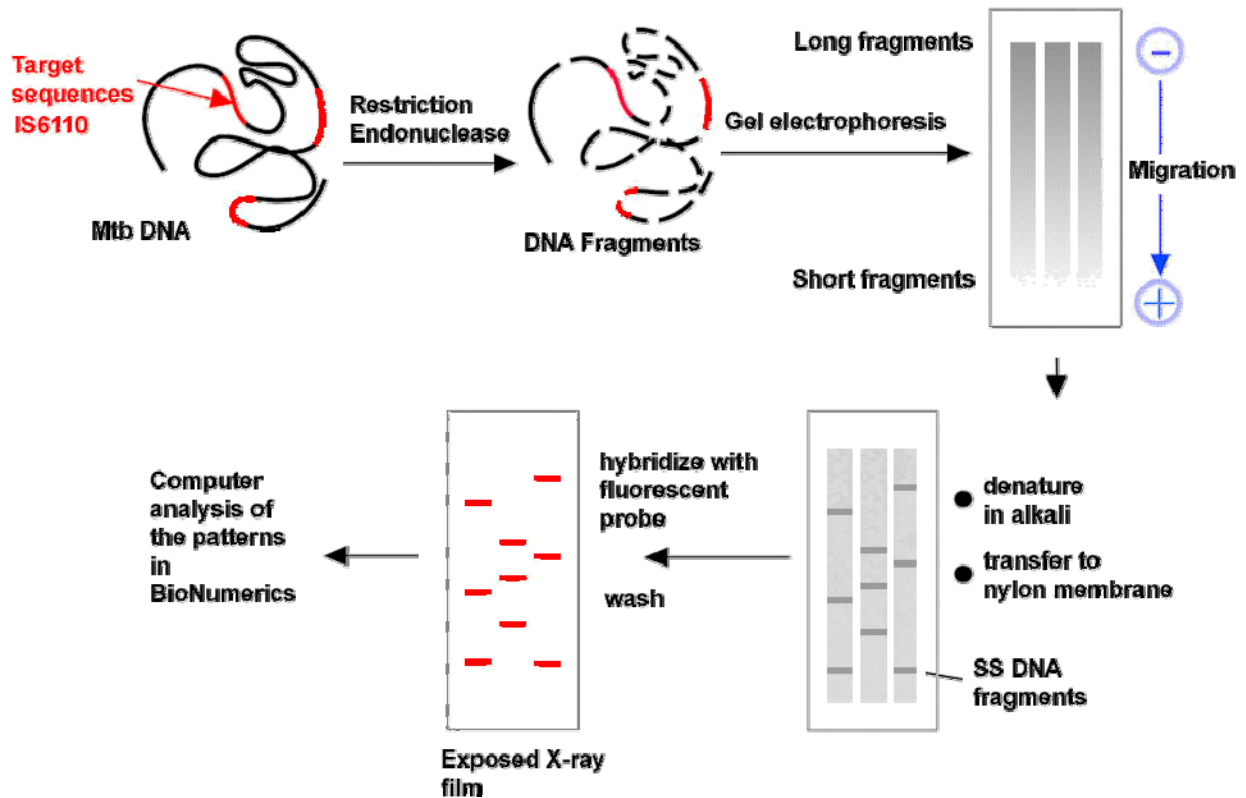 Target
sequences
IS6110
Mtb DNA
Restriction
Endonuclease
DNA Fragments
Gel electrophoresis
Long fragments
Short fragments
-
Migration
+
denature
in alkali
transfer to
nylon membrane
SS DNA
fragments
hybridize with
fluorescent
probe
wash
Exposed X-ray
film
Computer
analysis of
the patterns
in
BioNumerics